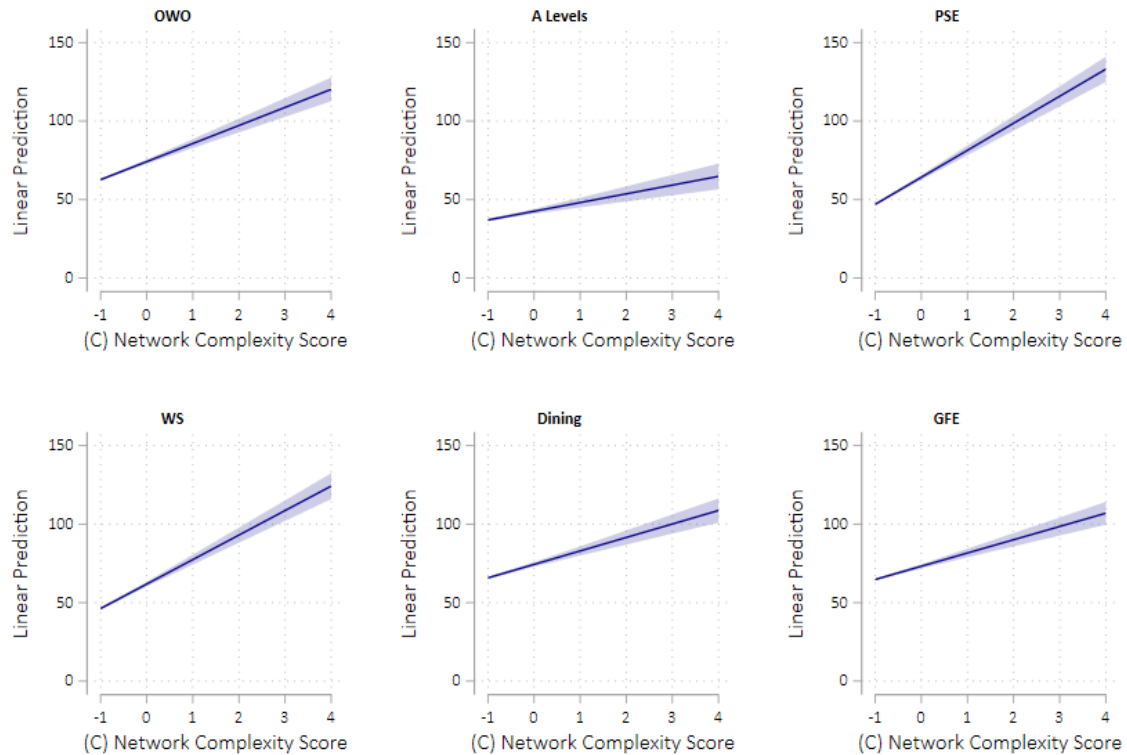 OWO
A Levels
PSE
Linear Prediction
150
100
50
0
-1 0 1 2 3 4
(C) Network Complexity Score
Linear Prediction
150
100
50
0
-1 0 1 2 3 4
(C) Network Complexity Score
Linear Prediction
150
100
50
0
-1 0 1 2 3 4
(C) Network Complexity Score
WS
Dining
GFE
Linear Prediction
150
100
50
0
-1 0 1 2 3 4
(C) Network Complexity Score
Linear Prediction
150
100
50
0
-1 0 1 2 3 4
(C) Network Complexity Score
Linear Prediction
150
100
50
0
-1 0 1 2 3 4
(C) Network Complexity Score